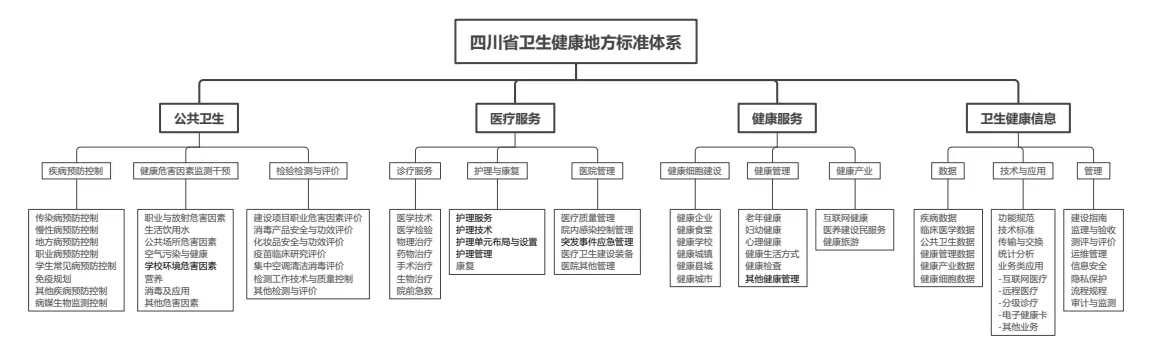 四川省卫生健康地方标准体系
公共卫生
医疗服务
健康服务
卫生健康信息
疾病预防控制
健康危害因素监测干预
检验检测与评价
诊疗服务
护理与康复
医院管理
健康细胞建设
健康管理
健康产业
数据
技术与应用
管理
传染病预防控制
慢性病预防控制
地方病预防控制
职业病预防控制
学生常见病预防控制
免疫规划
其他疾病预防控制
病媒生物监测控制
职业与放射危害因素
生活饮用水
公共场所危害因素
空气污染与健康
学校环境危害因素
营养
消毒及应用
其他危害因素
建设项目职业危害因素评价
消毒产品安全与功效评价
化妆品安全与功效评价
疫苗临床研究评价
集中空调清洁消毒评价
检测工作技术与质量控制
其他检测与评价
医学技术
医学检验
物理治疗
药物治疗
手术治疗
生物治疗
院前急救
护理服务
护理技术
护理单元布局与设置
护理管理
康复
医疗质量管理
院内感染控制管理
突发事件应急管理
医疗卫生建设装备
医院其他管理
健康企业
健康食堂
健康学校
健康城镇
健康县城
健康城市
老年健康
妇幼健康
心理健康
健康生活方式
健康检查
其他健康管理
互联网健康
医养建设民服务
健康旅游
疾病数据
临床医学数据
公共卫生数据
健康管理数据
健康产业数据
健康细胞数据
功能规范
技术标准
传输与交换
统计分析
业务类应用
-互联网医疗
-远程医疗
-分级诊疗
-电子健康卡
-其他业务
建设指南
监理与验收
测评与评价
运维管理
信息安全
隐私保护
流程规程
审计与监测